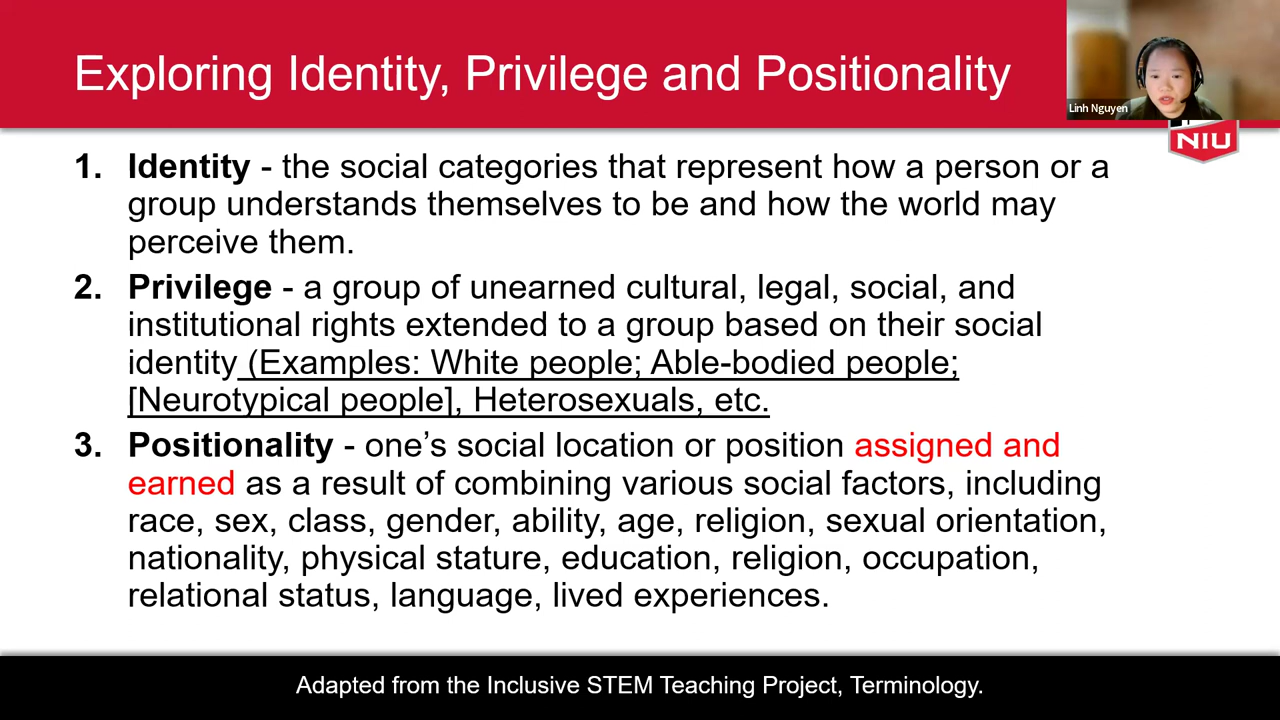 Exploring Identity, Privilege and Positionality
Linh Nguyen
NIU
1. Identity - the social categories that represent how a person or a
group understands themselves to be and how the world may
perceive them.
2. Privilege - a group of unearned cultural, legal, social, and
institutional rights extended to a group based on their social
identity (Examples: White people; Able-bodied people;
[Neurotypical people], Heterosexuals, etc.
3. Positionality - one’s social location or position assigned and
earned as a result of combining various social factors, including
race, sex, class, gender, ability, age, religion, sexual orientation,
nationality, physical stature, education, religion, occupation,
relational status, language, lived experiences.
Adapted from the Inclusive STEM Teaching Project, Terminology.